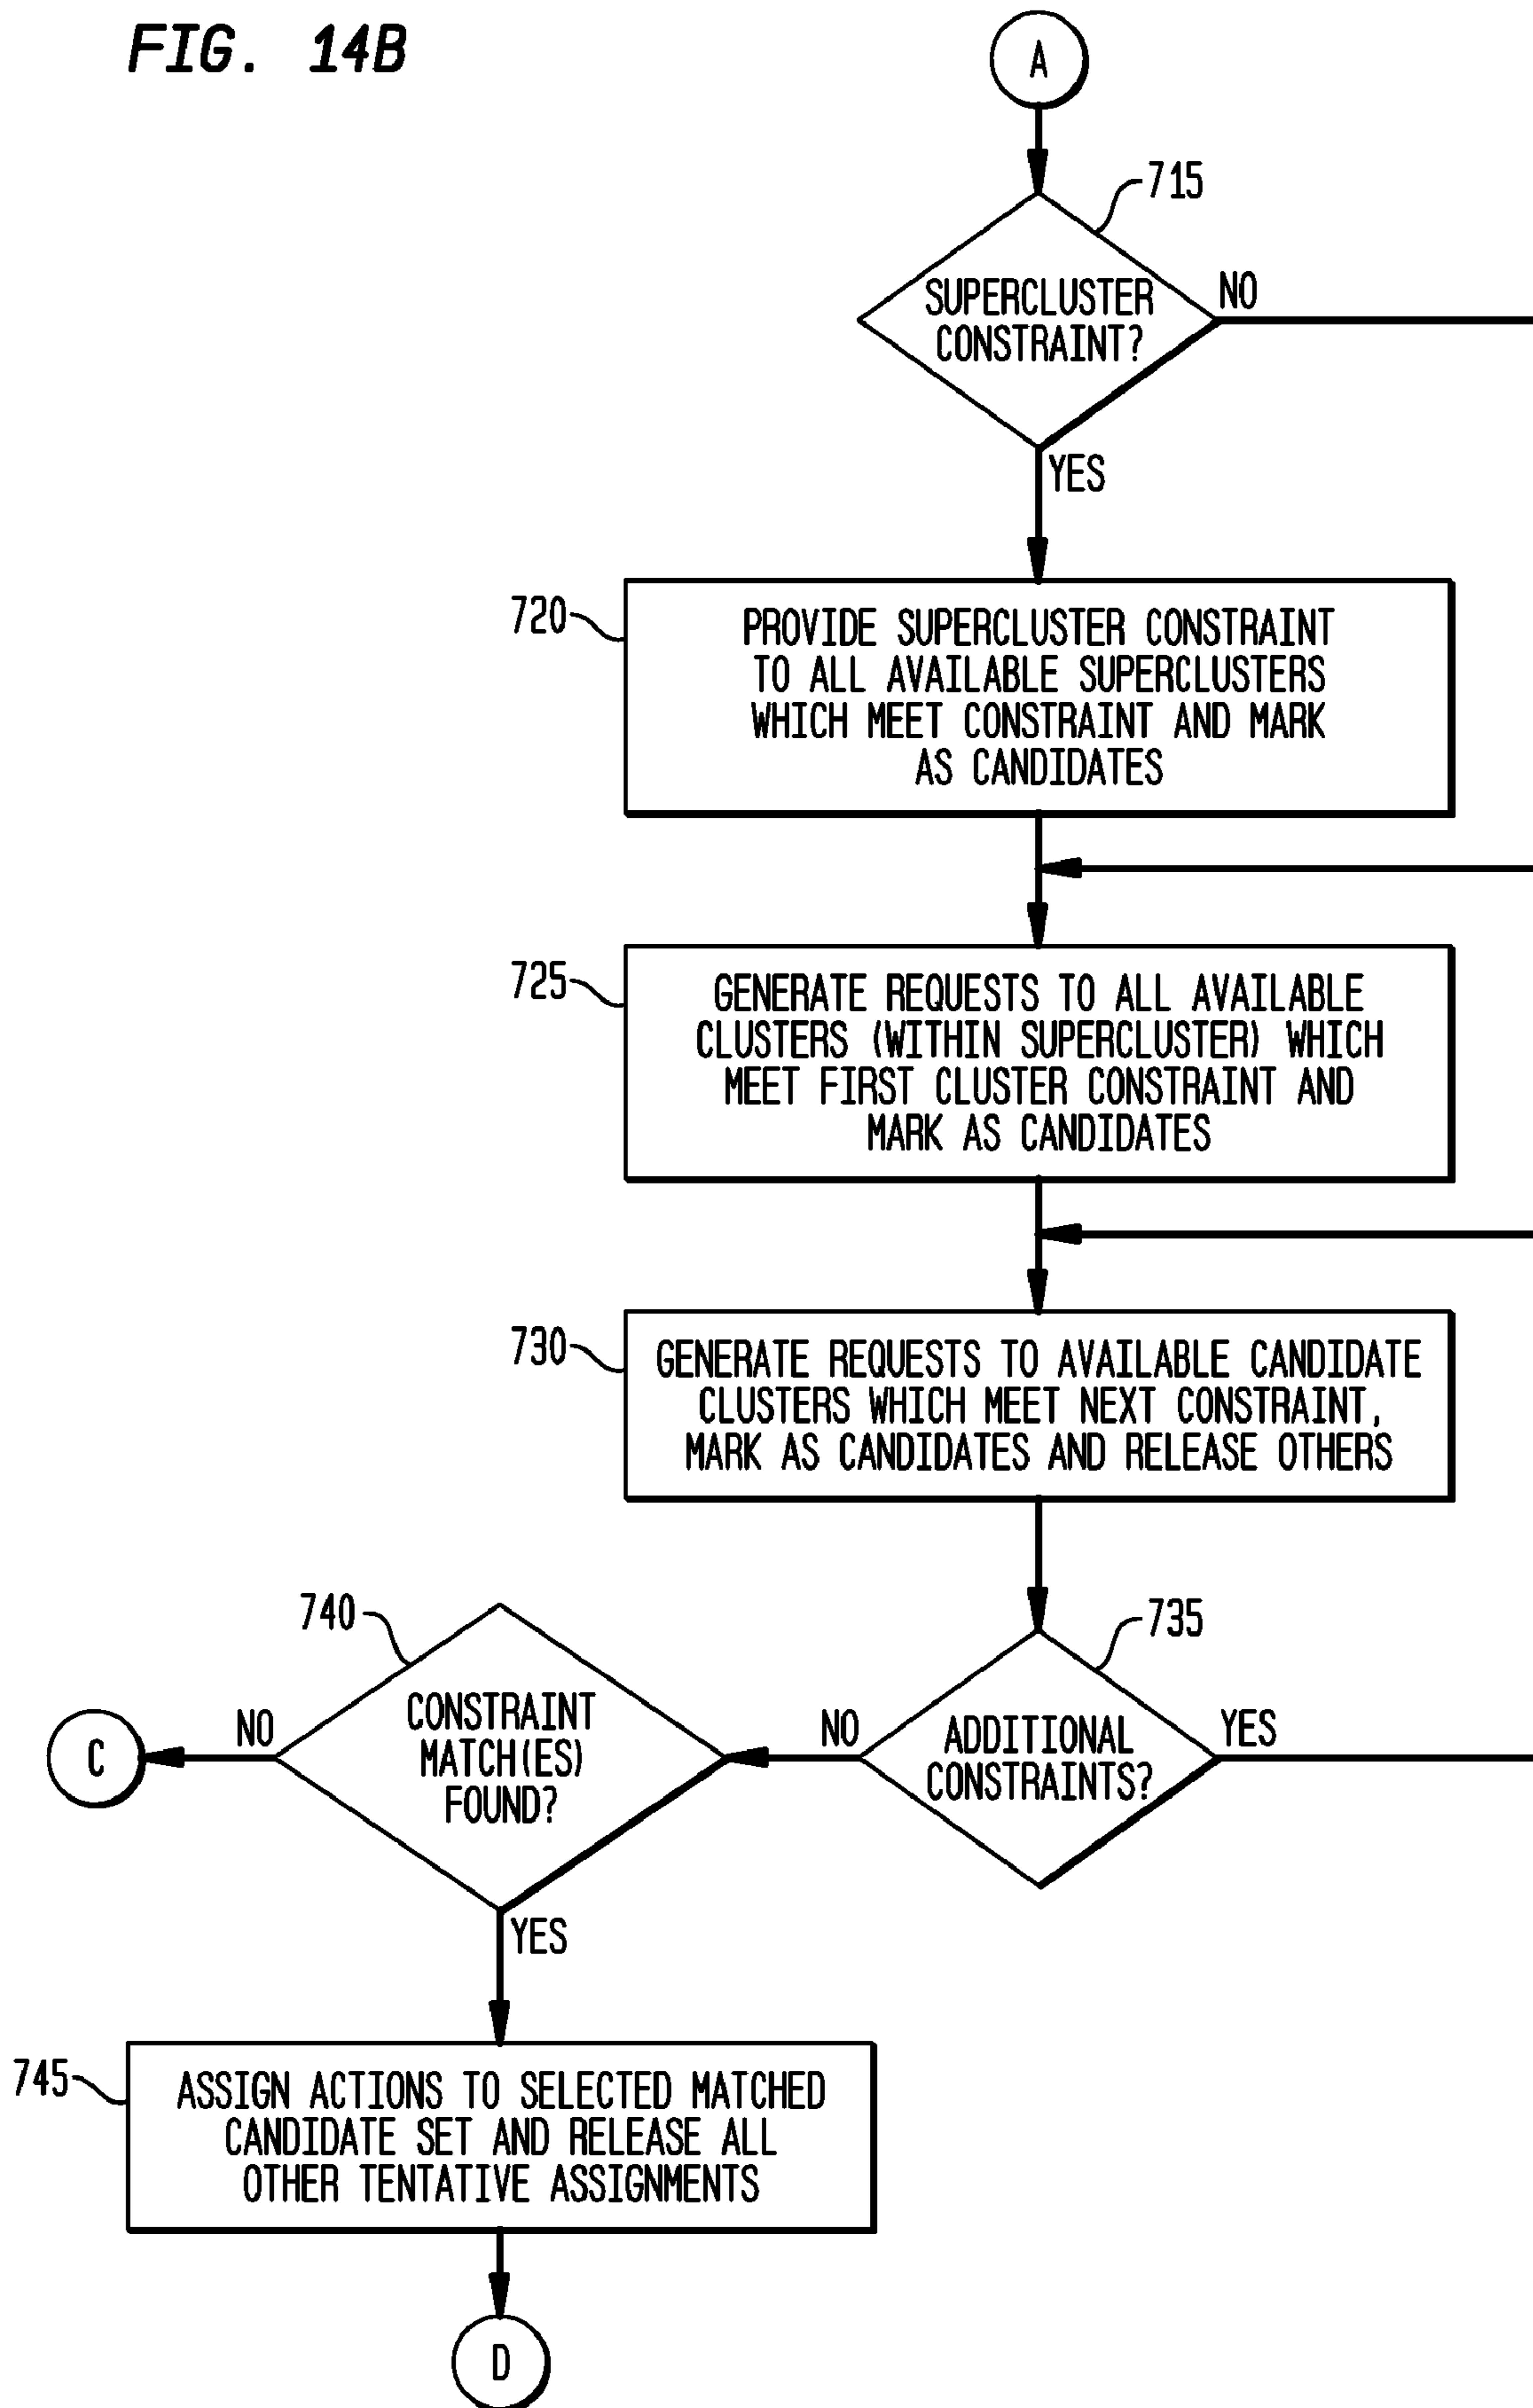 FIG. 14B
A
715
SUPERCLUSTER
CONSTRAINT?
NO
YES
720
PROVIDE SUPERCLUSTER CONSTRAINT
TO ALL AVAILABLE SUPERCLUSTERS
WHICH MEET CONSTRAINT AND MARK
AS CANDIDATES
725
GENERATE REQUESTS TO ALL AVAILABLE
CLUSTERS (WITHIN SUPERCLUSTER) WHICH
MEET FIRST CLUSTER CONSTRAINT AND
MARK AS CANDIDATES
730
GENERATE REQUESTS TO AVAILABLE CANDIDATE
CLUSTERS WHICH MEET NEXT CONSTRAINT,
MARK AS CANDIDATES AND RELEASE OTHERS
735
ADDITIONAL
CONSTRAINTS?
YES
NO
740
CONSTRAINT
MATCH(ES)
FOUND?
NO
C
YES
745
ASSIGN ACTIONS TO SELECTED MATCHED
CANDIDATE SET AND RELEASE ALL
OTHER TENTATIVE ASSIGNMENTS
D